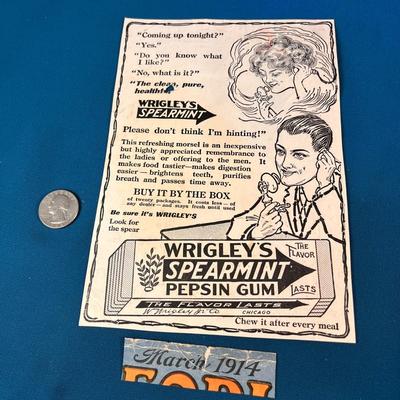 "Coming up tonight?"
"Yes."
"Do you know what
I like?"
"No, what is it?"
"The clean, pure,
healthful
WRIGLEY'S
SPEARMINT
Please don't think I'm hinting!"
This refreshing morsel is an inexpensive
but highly appreciated remembrance to
the ladies or offering to the men. It
makes food tastier—makes digestion
easier — brightens teeth, purifies
breath and passes time away.
BUY IT BY THE BOX
of twenty packages. It costs less—of
any dealer—and stays fresh until used
Be sure it's WRIGLEY'S
Look for
the spear
WRIGLEY'S
SPEARMINT
PEPSIN GUM
THE
FLAVOR
LASTS
THE FLAVOR LASTS
Wm Wrigley Jr. Co.
CHICAGO
Chew it after every meal
March 1914